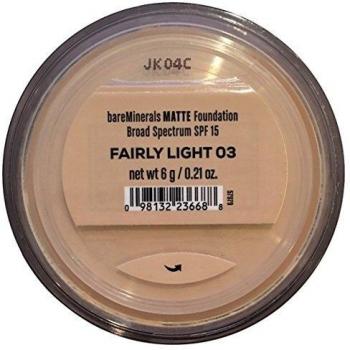 JK04C
bareMinerals MATTE Foundation
Broad Spectrum SPF 15
FAIRLY LIGHT 03
net wt 6 g / 0.21 oz.
0 98132 23668 8